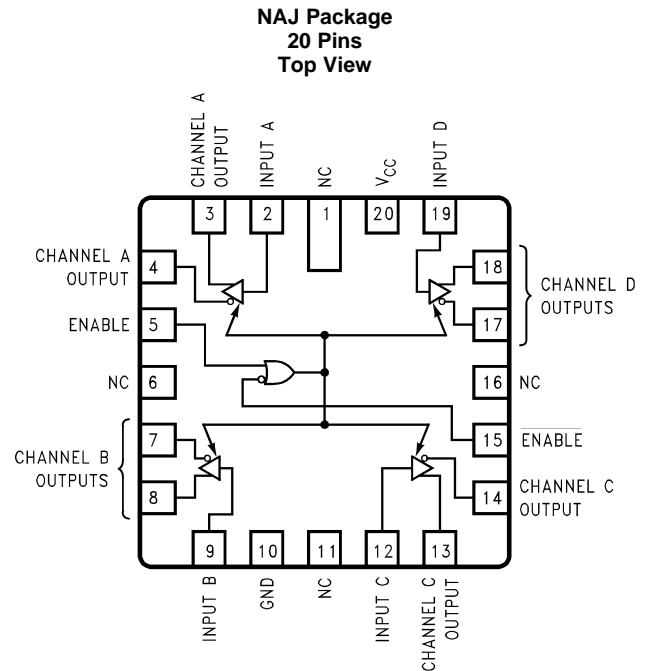 NAJ Package
20 Pins
Top View
CHANNEL A
OUTPUT
INPUT A
NC
VCC
INPUT D
3
2
1
20
19
CHANNEL A
OUTPUT
4
18
CHANNEL D
OUTPUTS
ENABLE
5
17
NC
6
16
NC
CHANNEL B
OUTPUTS
7
15
ENABLE
8
14
CHANNEL C
OUTPUT
9
10
11
12
13
INPUT B
GND
NC
INPUT C
CHANNEL C
OUTPUT